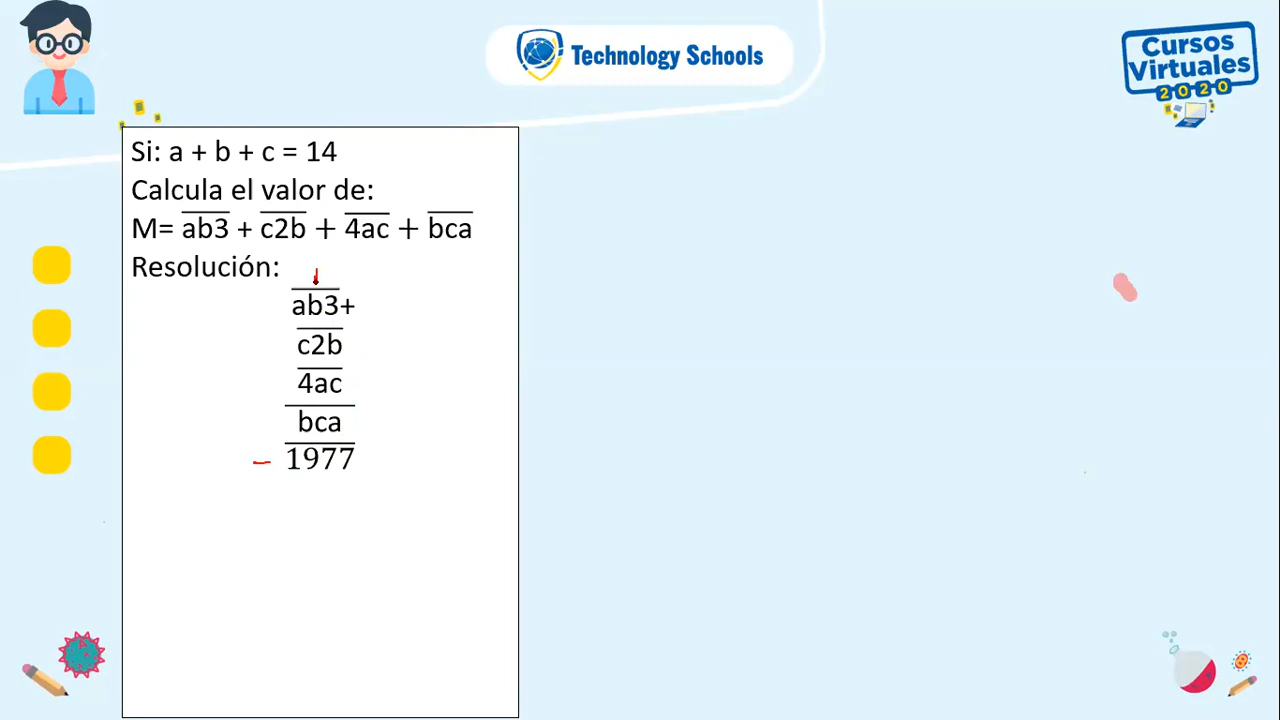 Technology Schools
Cursos
Virtuales
2020
Si: a + b + c = 14
Calcula el valor de:
M= ab3 + c2b + 4ac + bca
Resolución:
ab3+
c2b
4ac
bca
1977